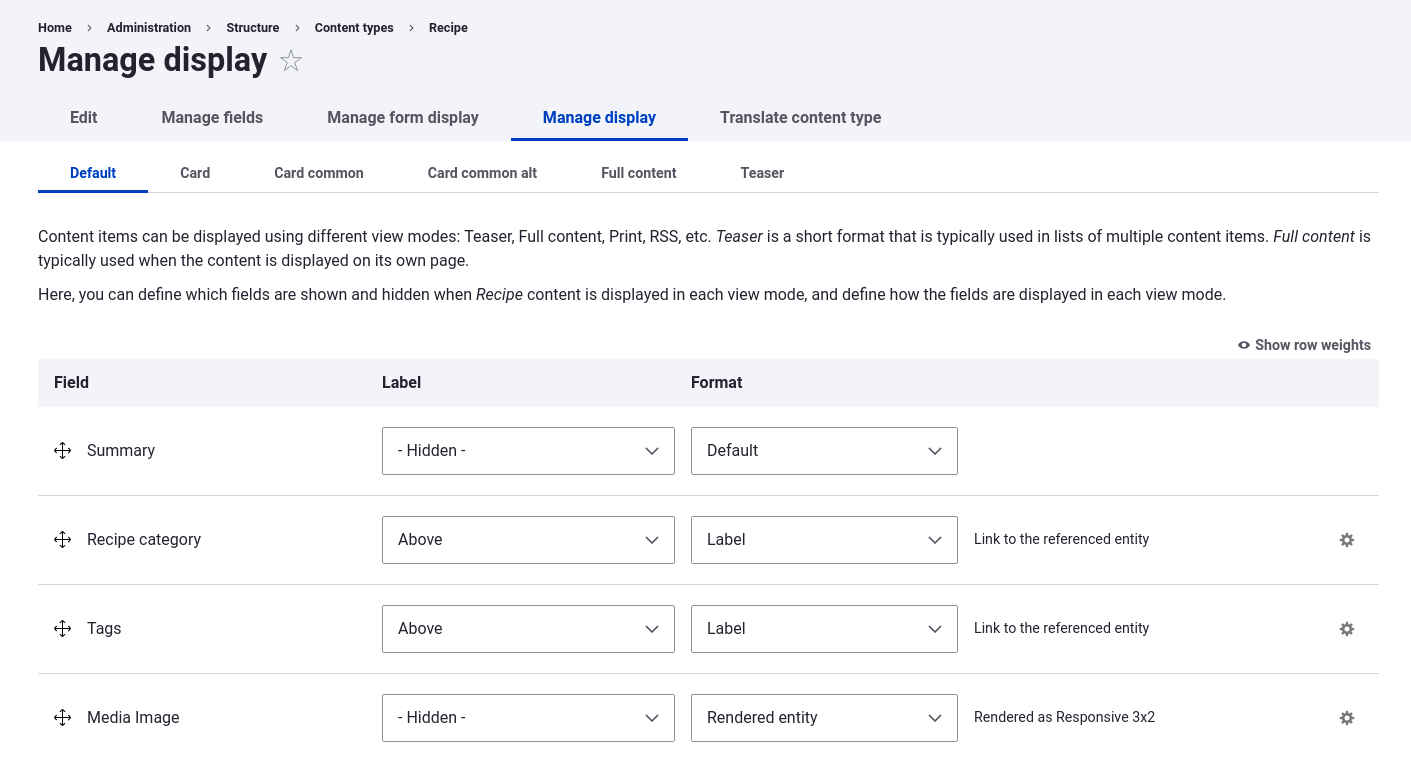 Home > Administration > Structure > Content types > Recipe
Manage display
Edit Manage fields Manage form display Manage display Translate content type
Default Card Card common Card common alt Full content Teaser
Content items can be displayed using different view modes: Teaser, Full content, Print, RSS, etc. Teaser is a short format that is typically used in lists of multiple content items. Full content is
typically used when the content is displayed on its own page.
Here, you can define which fields are shown and hidden when Recipe content is displayed in each view mode, and define how the fields are displayed in each view mode.
Show row weights
Field Label Format
Summary - Hidden - Default
Recipe category Above Label Link to the referenced entity
Tags Above Label Link to the referenced entity
Media Image - Hidden - Rendered entity Rendered as Responsive 3x2